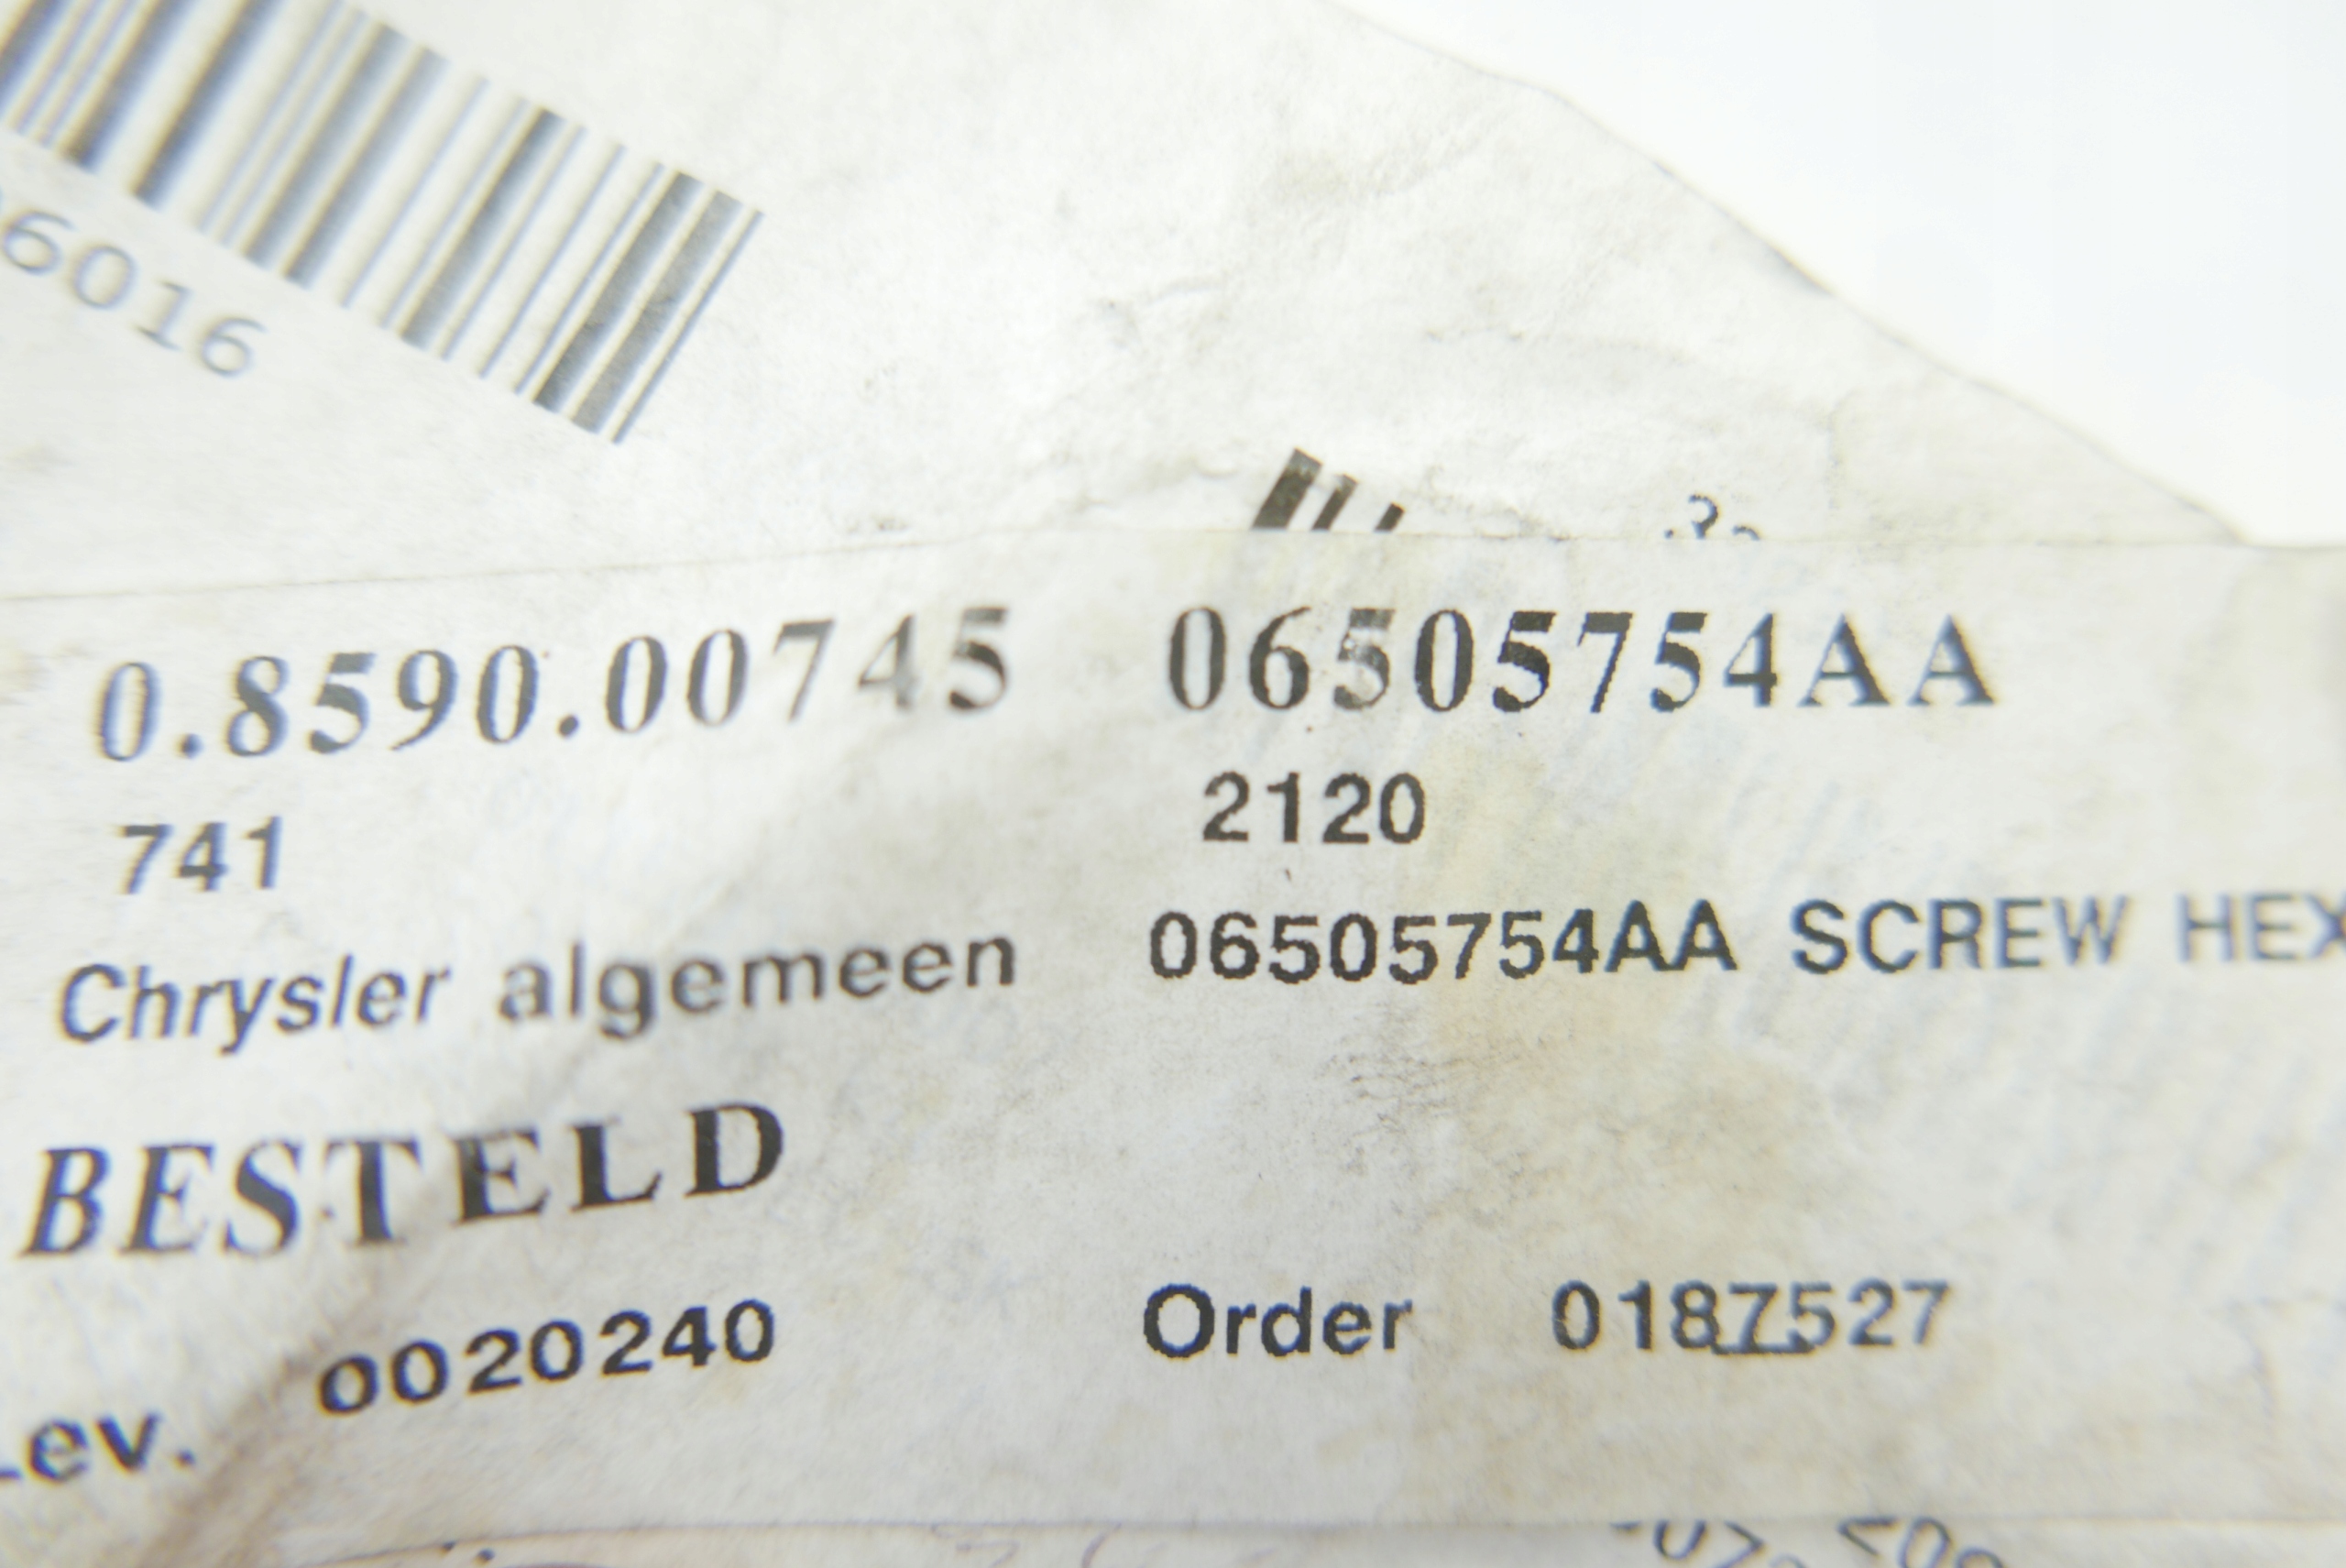 6016
0.8590.00745 06505754AA
741 2120
Chrysler algemeen 06505754AA SCREW HEX
BESTELD
Lev. 0020240 Order 0187527